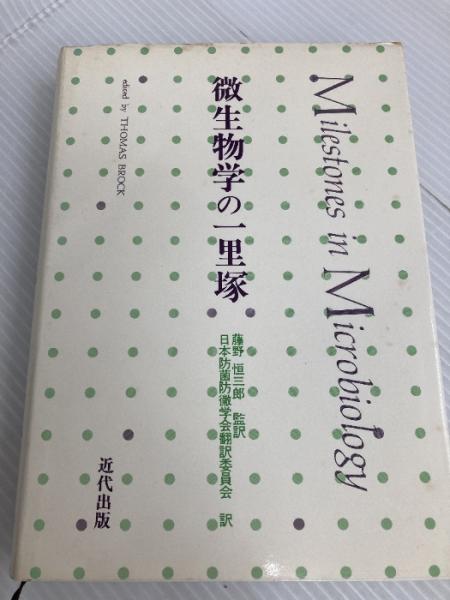 Milestones in Microbiology
微生物学の一里塚
edited by THOMAS BROCK
藤野 恒三郎 監訳
日本防菌防黴学会翻訳委員会 訳
近代出版